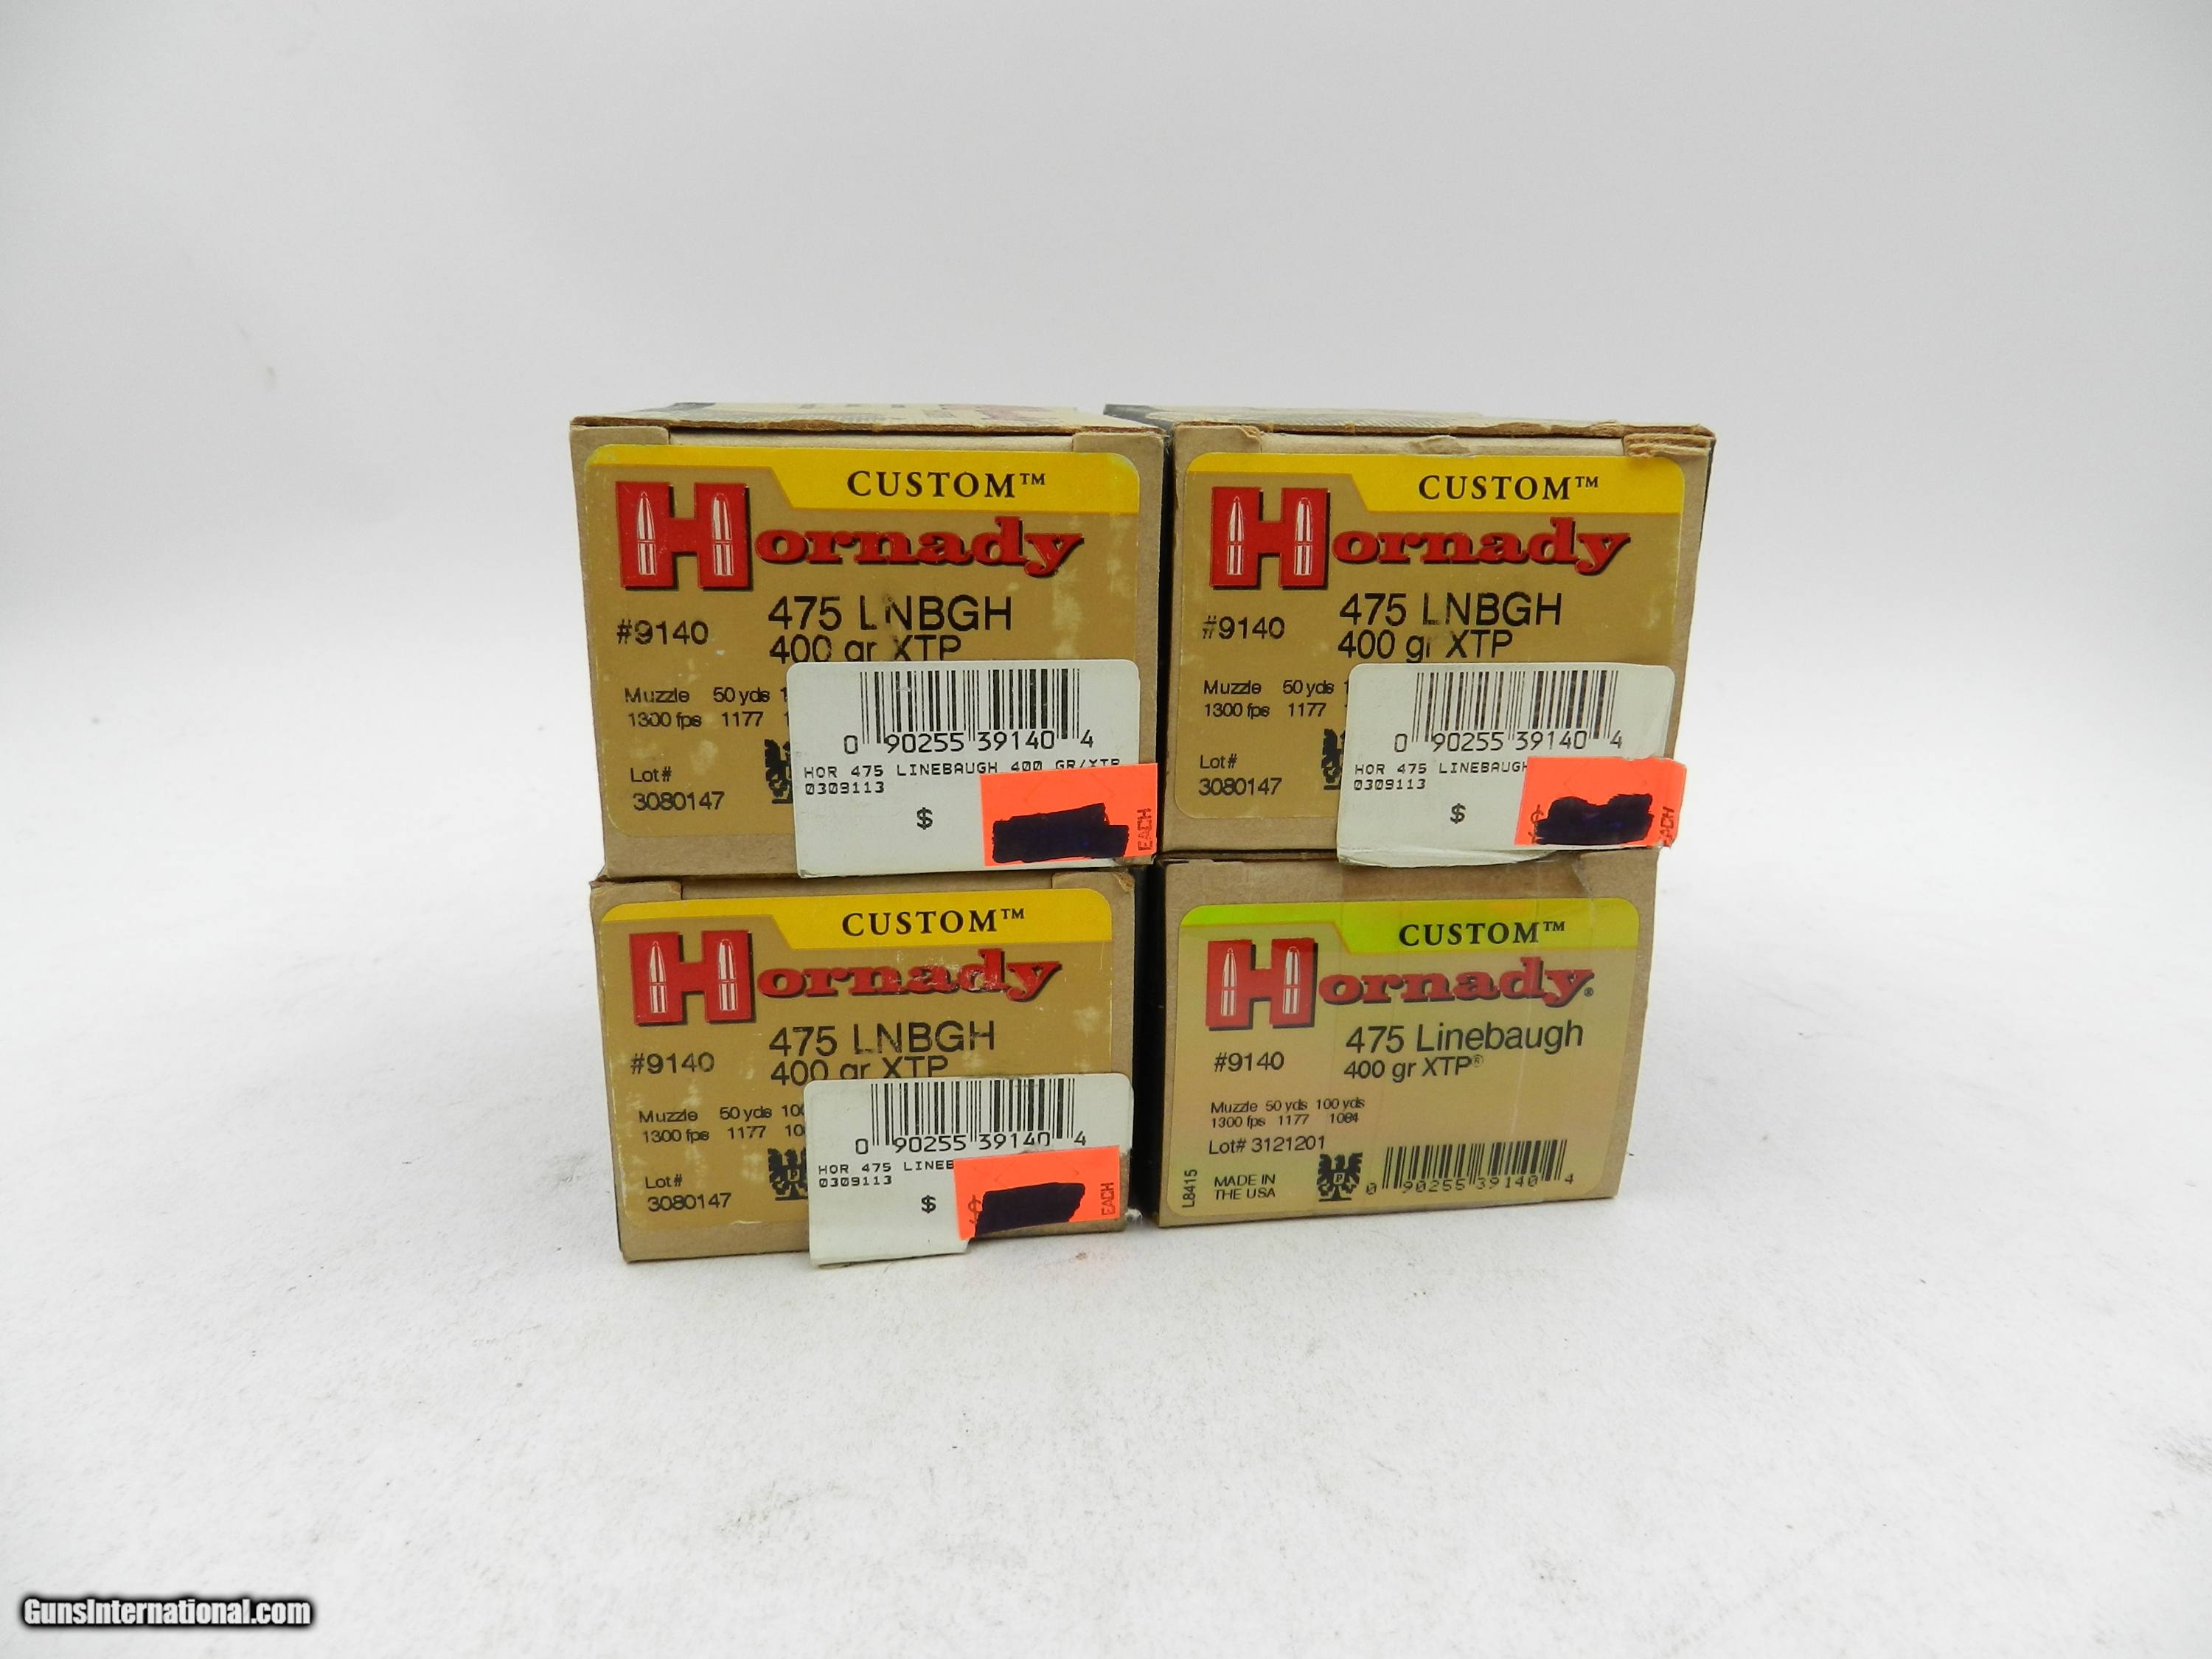 CUSTOM™
Hornady
#9140
475 LNBGH
400 gr XTP
Muzzle 50 yds
1300 fps 1177
Lot#
3080147
0 90255 39140 4
HOR 475 LINEBAUGH 400 GR/XTP
0309113
$
EACH
CUSTOM™
Hornady
#9140
475 LNBGH
400 gr XTP
Muzzle 50 yds
1300 fps 1177
Lot#
3080147
0 90255 39140 4
HOR 475 LINEBAUGH
0309113
$
EACH
CUSTOM™
Hornady
#9140
475 LNBGH
400 gr XTP
Muzzle 50 yds 10
1300 fps 1177 10
Lot#
3080147
0 90255 39140 4
HOR 475 LINEB
0309113
$
EACH
CUSTOM™
Hornady®
#9140
475 Linebaugh
400 gr XTP®
Muzzle 50 yds 100 yds
1300 fps 1177 1084
Lot# 3121201
L8415
MADE IN
THE USA
P
0 90255 39140 4
GunsInternational.com